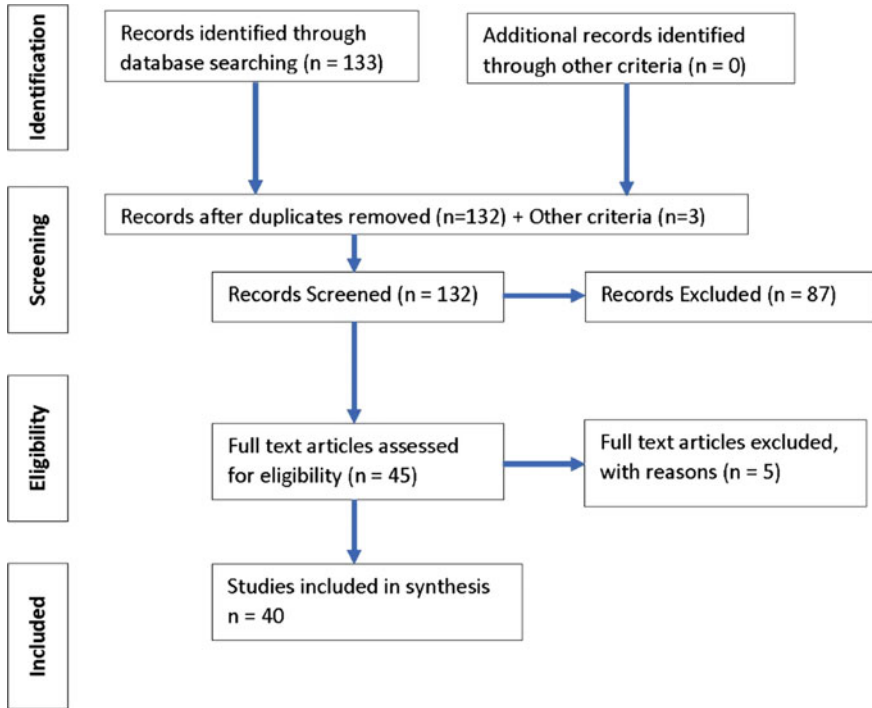 Identification
Records identified through
database searching (n = 133)
Additional records identified
through other criteria (n = 0)
Screening
Records after duplicates removed (n=132) + Other criteria (n=3)
Records Screened (n = 132)
Records Excluded (n = 87)
Eligibility
Full text articles assessed
for eligibility (n = 45)
Full text articles excluded,
with reasons (n = 5)
Included
Studies included in synthesis
n = 40